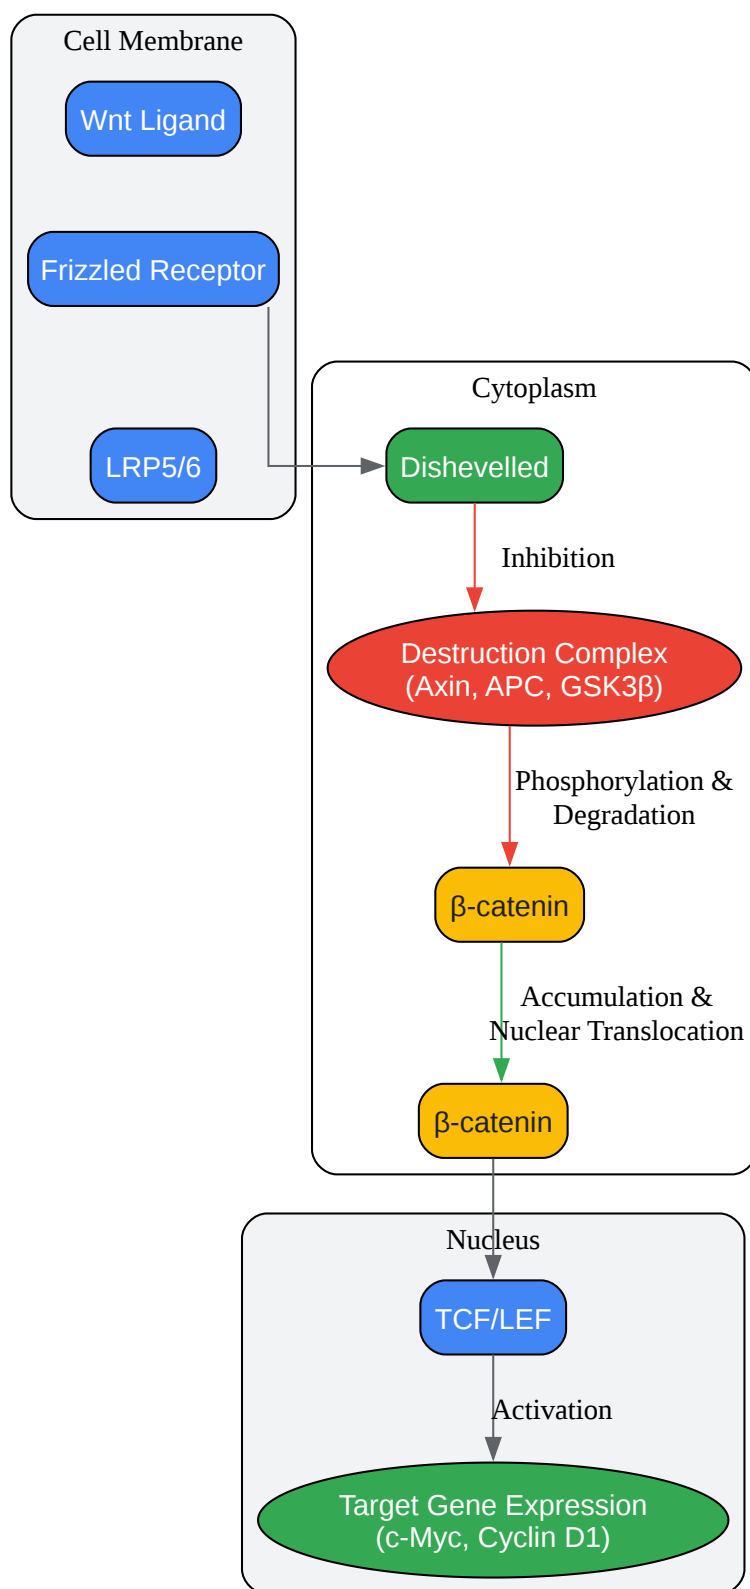 Cell Membrane
Wnt Ligand
Frizzled Receptor
LRP5/6
Cytoplasm
Dishevelled
Inhibition
Destruction Complex
(Axin, APC, GSK3β)
Phosphorylation &
Degradation
β-catenin
Accumulation &
Nuclear Translocation
β-catenin
Nucleus
TCF/LEF
Activation
Target Gene Expression
(c-Myc, Cyclin D1)